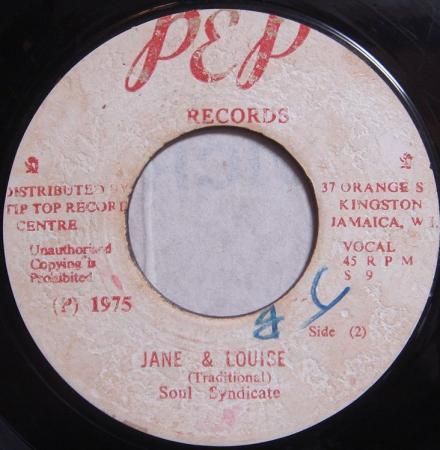 PEP
RECORDS
DISTRIBUTED BY
TIP TOP RECORD
CENTRE
Unauthorised
Copying is
Prohibited
(P) 1975
37 ORANGE S
KINGSTON
JAMAICA, W.I.
VOCAL
45 R P M
S 9
Side (2)
JANE & LOUISE
(Traditional)
Soul Syndicate